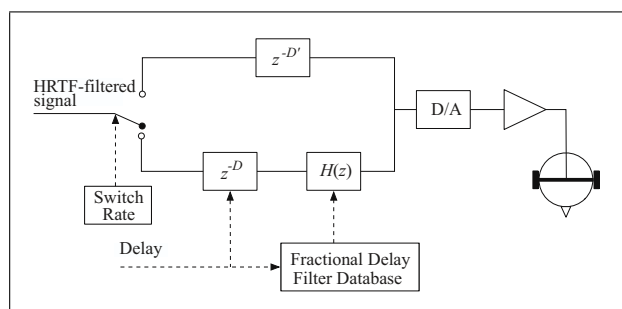 HRTF-filtered
signal
z^-D'
D/A
z^-D
H(z)
Switch
Rate
Delay
Fractional Delay
Filter Database